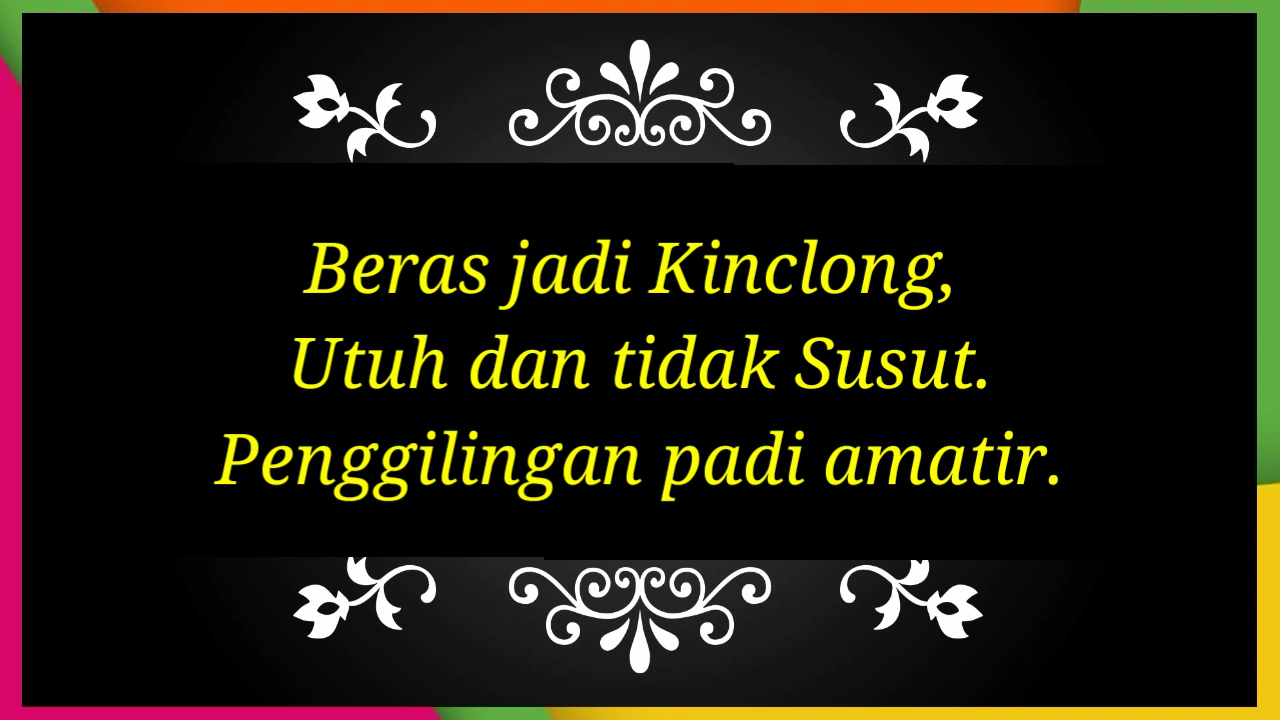 Beras jadi Kinclong,
Utuh dan tidak Susut.
Penggilingan padi amatir.